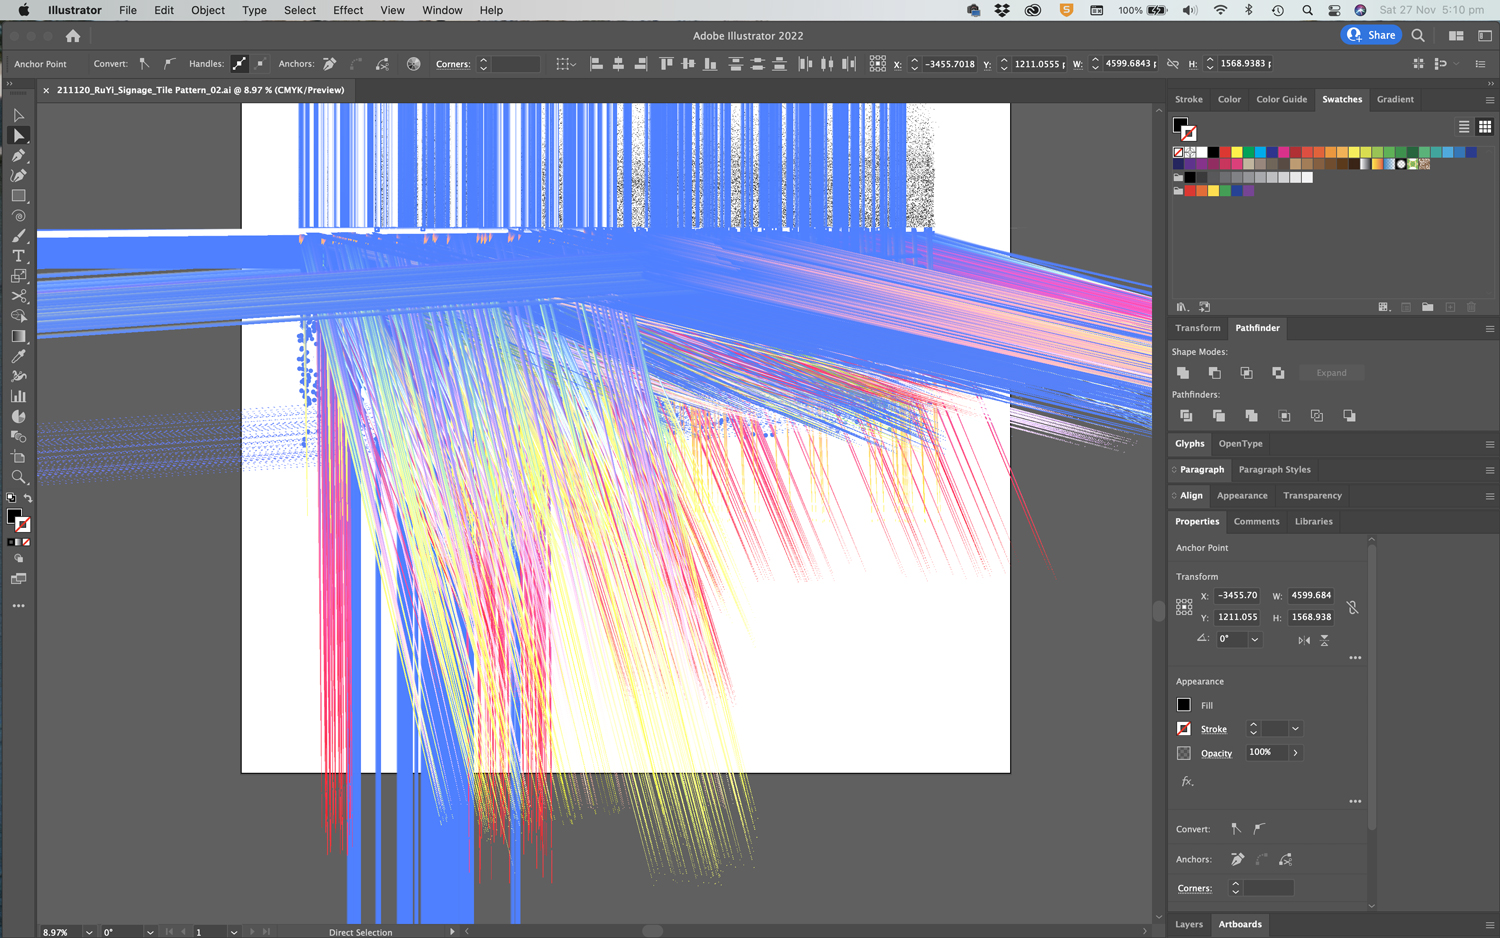 Illustrator File Edit Object Type Select Effect View Window Help 100% Sat 27 Nov 5:10 pm
Adobe Illustrator 2022 Share
Anchor Point Convert: Handles: Anchors: Corners: X: -3455.7018 Y: 1211.0555 W: 4599.6843 H: 1568.9383
× 211120_RuYi_Signage_Tile Pattern_02.ai @ 8.97 % (CMYK/Preview)
Stroke Color Color Guide Swatches Gradient
Transform Pathfinder
Shape Modes:
Expand
Pathfinders:
Glyphs OpenType
Paragraph Paragraph Styles
Align Appearance Transparency
Properties Comments Libraries
Anchor Point
Transform
X: -3455.70 W: 4599.684
Y: 1211.055 H: 1568.938
0°
Appearance
Fill
Stroke
Opacity 100%
fx.
Convert:
Anchors:
Corners:
Layers Artboards
8.97% 0° 1 Direct Selection